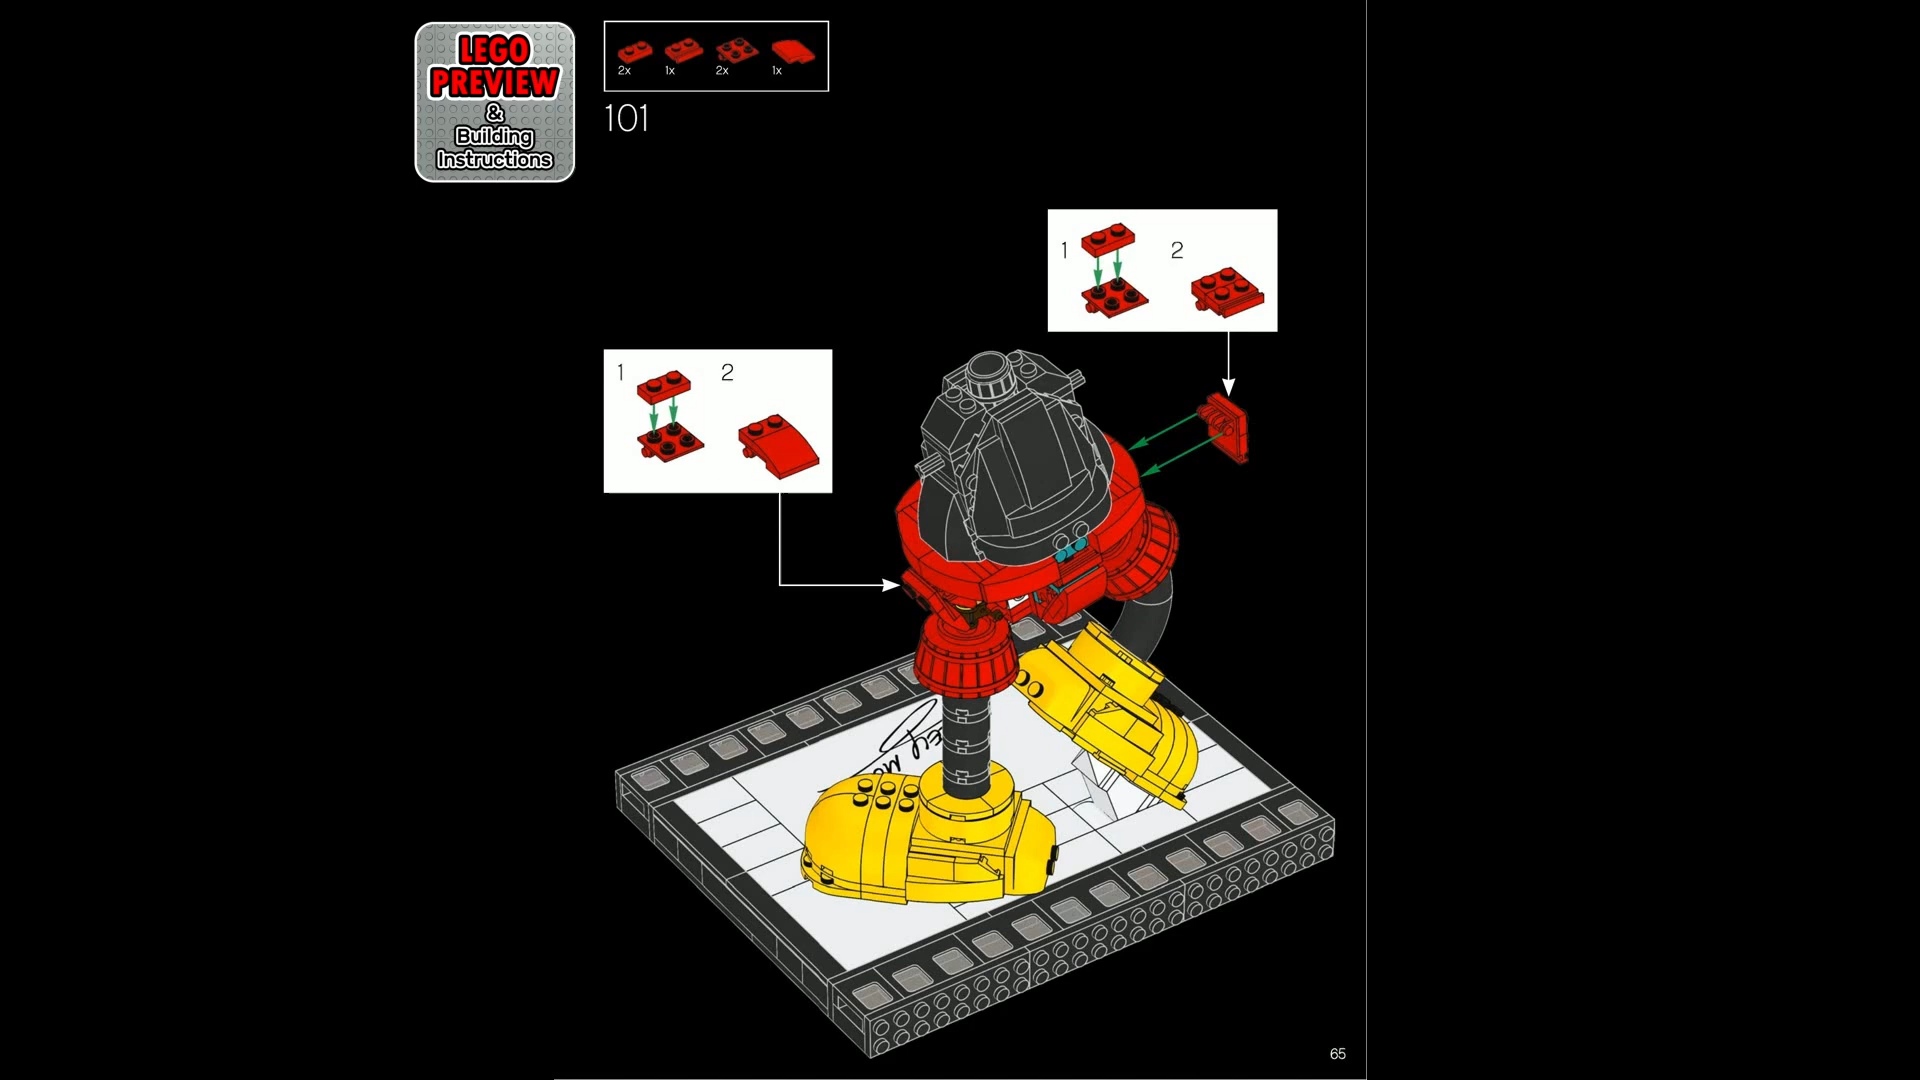 LEGO
PREVIEW
&
Building
Instructions
2x 1x 2x 1x
101
1 2
1 2
65